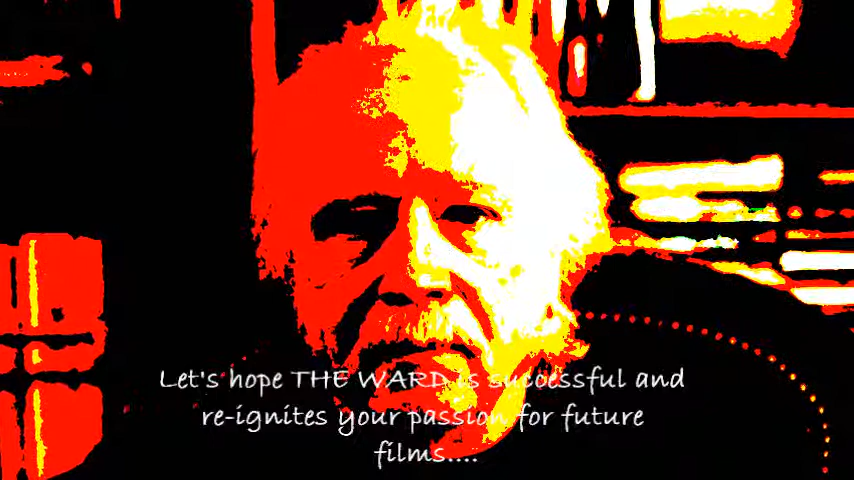 Let's hope THE WARD is successful and
re-ignites your passion for future
films....